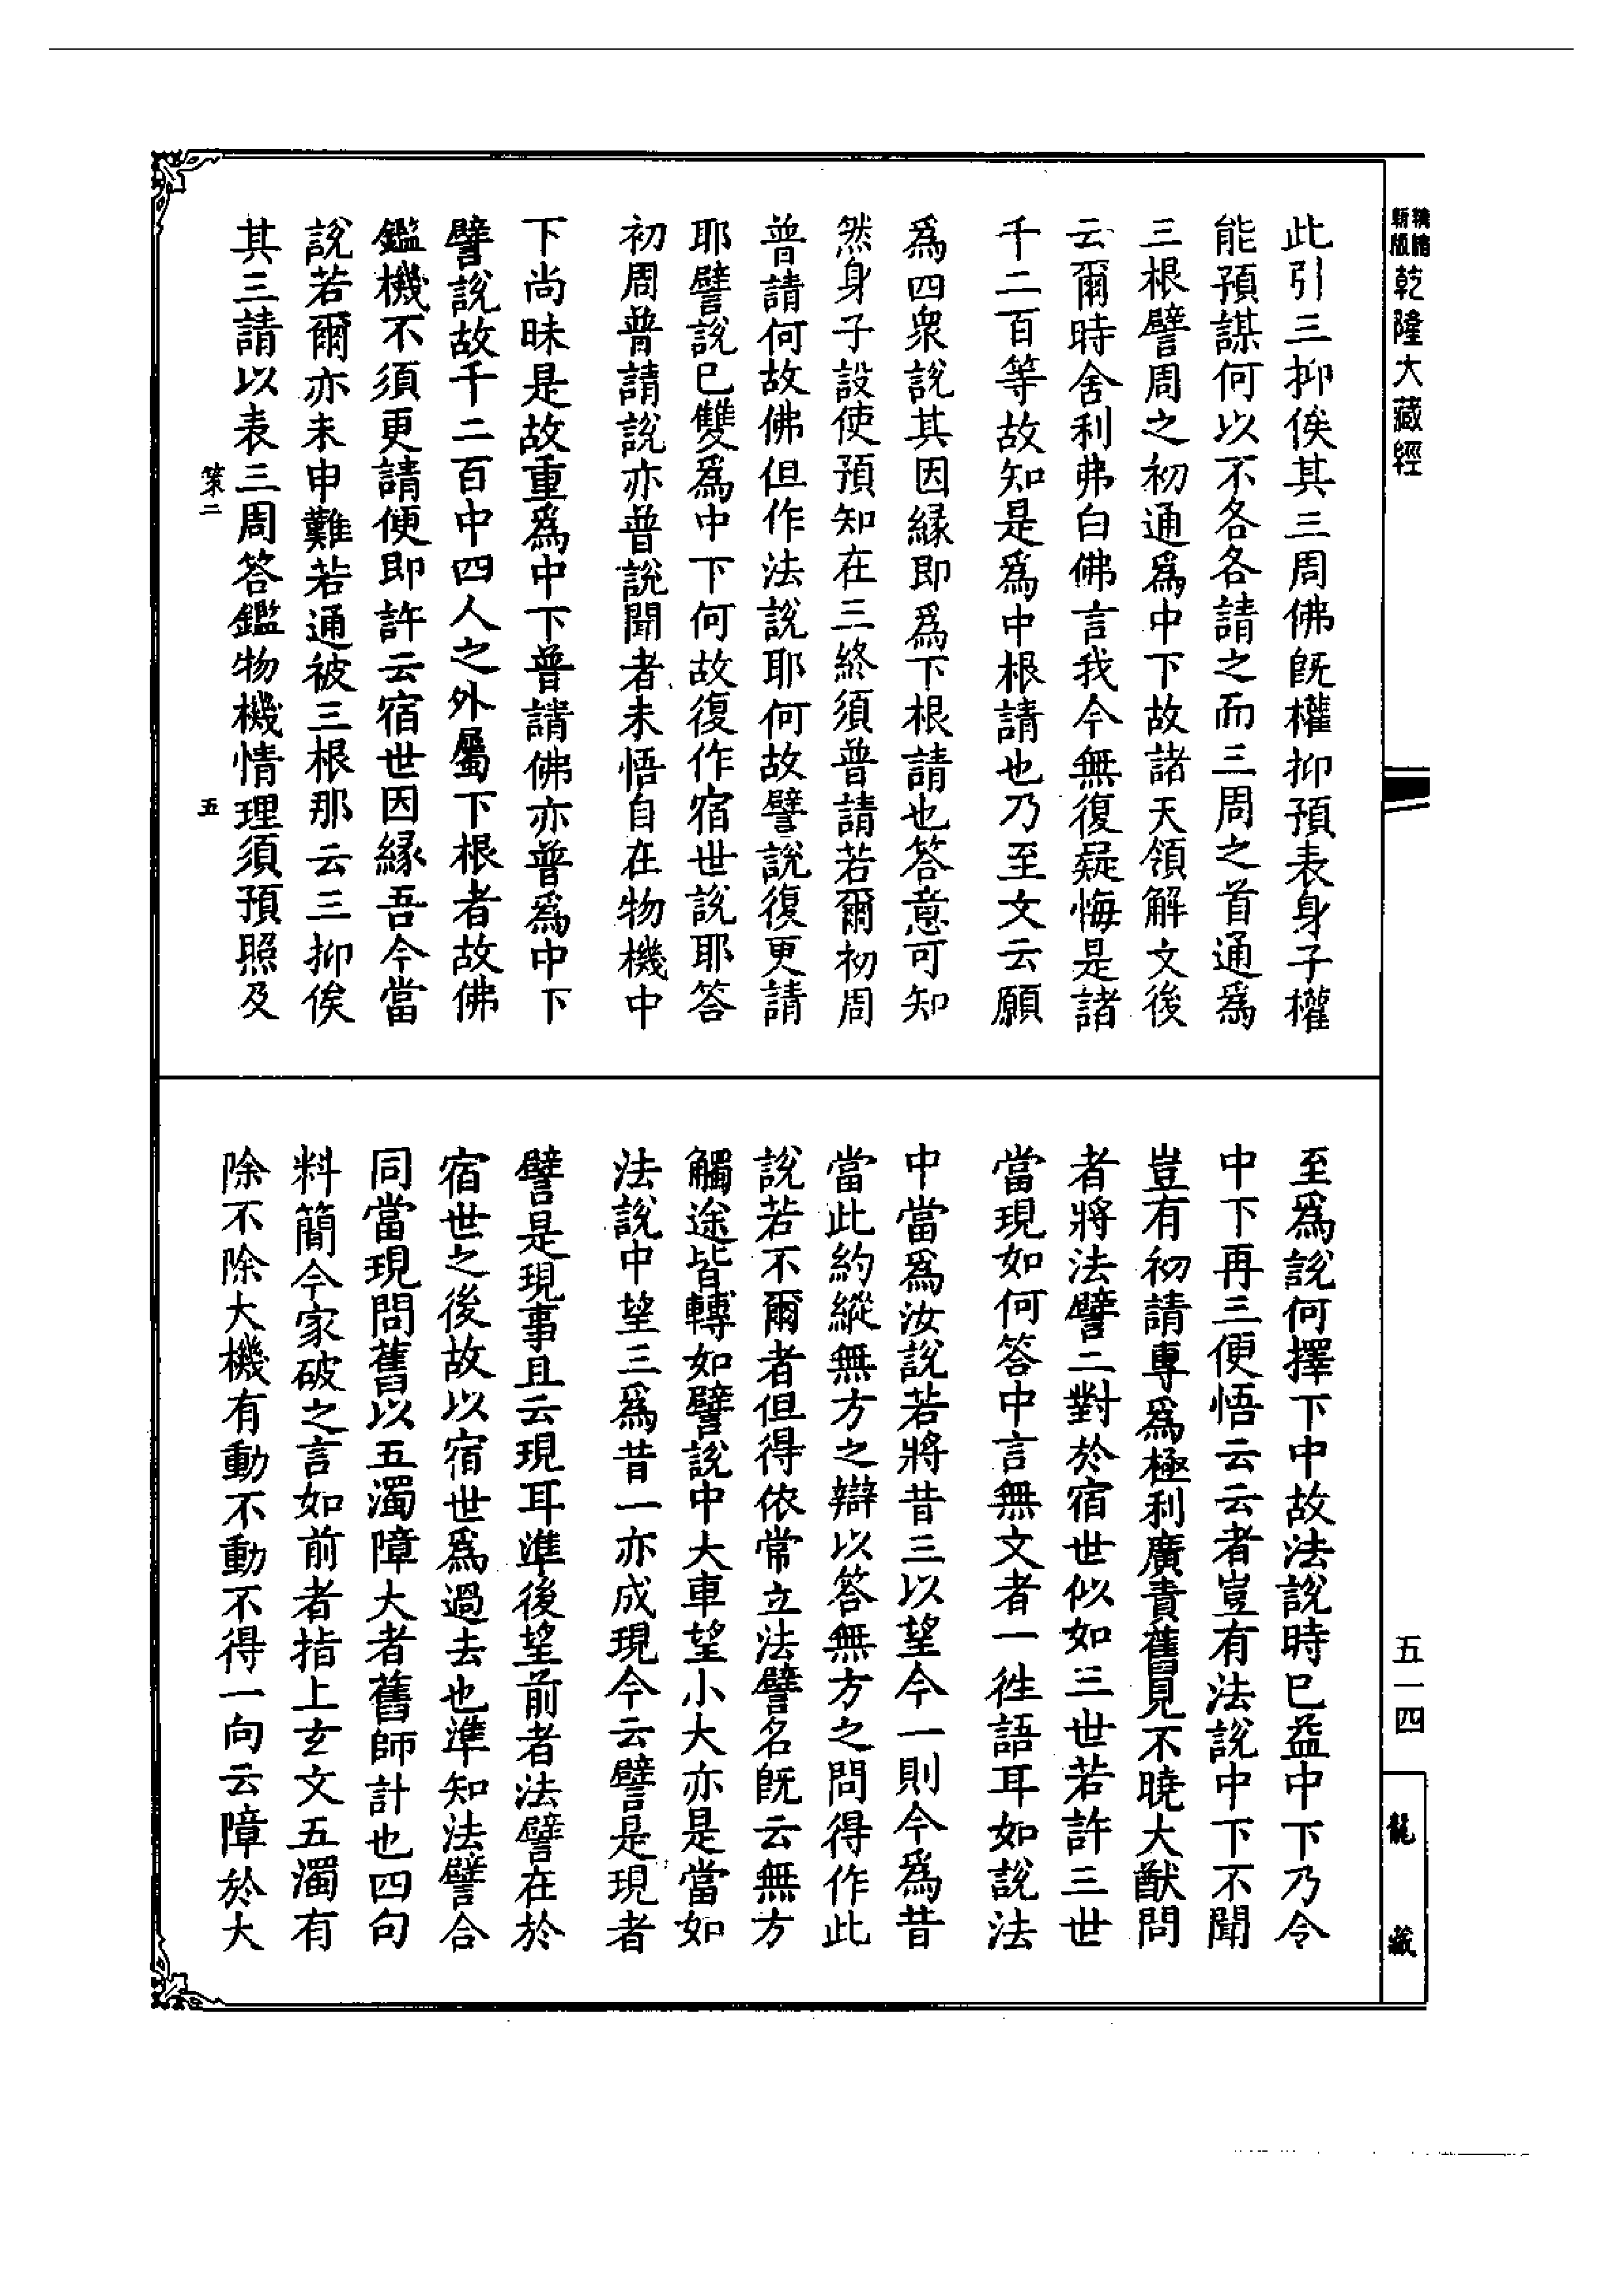 新版
精縮
乾隆大藏經
此引三抑俟其三周佛既權抑預表身子權
能預謀何以不各各請之而三周之首通爲
三根譬周之初通爲中下故諸天領解文後
云爾時舍利弗白佛言我今無復疑悔是諸
千二百等故知是爲中根請也乃至文云願
爲四衆說其因緣即爲下根請也答意可知
然身子設使預知在三終須普請若爾初周
普請何故佛但作法說耶何故譬說復更請
耶譬說已雙爲中下何故復作宿世說耶答
初周普請說亦普說聞者未悟自在物機中
下尚昧是故重爲中下普請佛亦普爲中下
譬說故千二百中四人之外屬下根者故佛
鑑機不須更請便即許云宿世因緣吾今當
說若爾亦未申難若通被三根那云三抑俟
其三請以表三周答鑑物機情理須預照及
策二
五
至爲說何擇下中故法說時已益中下乃令
中下再三便悟云云者豈有法說中下不聞
豈有初請專爲極利廣責舊見不曉大猷問
者將法譬二對於宿世似如三世若許三世
當現如何答中言無文者一徃語耳如說法
中當爲汝說若將昔三以望今一則今爲昔
當此約縱無方之辯以答無方之問得作此
說若不爾者但得依常立法譬名既云無方
觸途皆轉如譬說中大車望小大亦是當如
法說中望三爲昔一亦成現今云譬是現者
譬是現事且云現耳準後望前者法譬在於
宿世之後故以宿世爲過去也準知法譬合
同當現問舊以五濁障大者舊師計也四句
料簡今家破之言如前者指上玄文五濁有
除不除大機有動不動不得一向云障於大
五一四
龍藏